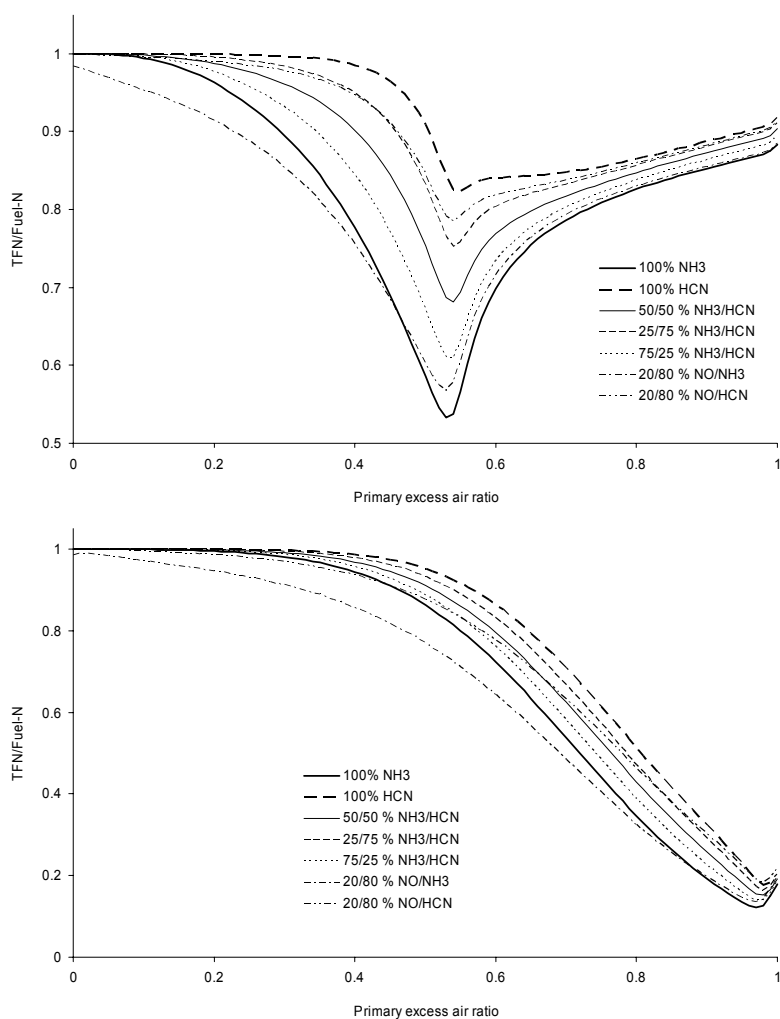 1
0.9
0.8
0.7
0.6
0.5
TFN/Fuel-N
0
0.2
0.4
0.6
0.8
1
Primary excess air ratio
100% NH3
100% HCN
50/50 % NH3/HCN
25/75 % NH3/HCN
75/25 % NH3/HCN
20/80 % NO/NH3
20/80 % NO/HCN
1
0.8
0.6
0.4
0.2
0
TFN/Fuel-N
0
0.2
0.4
0.6
0.8
1
Primary excess air ratio
100% NH3
100% HCN
50/50 % NH3/HCN
25/75 % NH3/HCN
75/25 % NH3/HCN
20/80 % NO/NH3
20/80 % NO/HCN